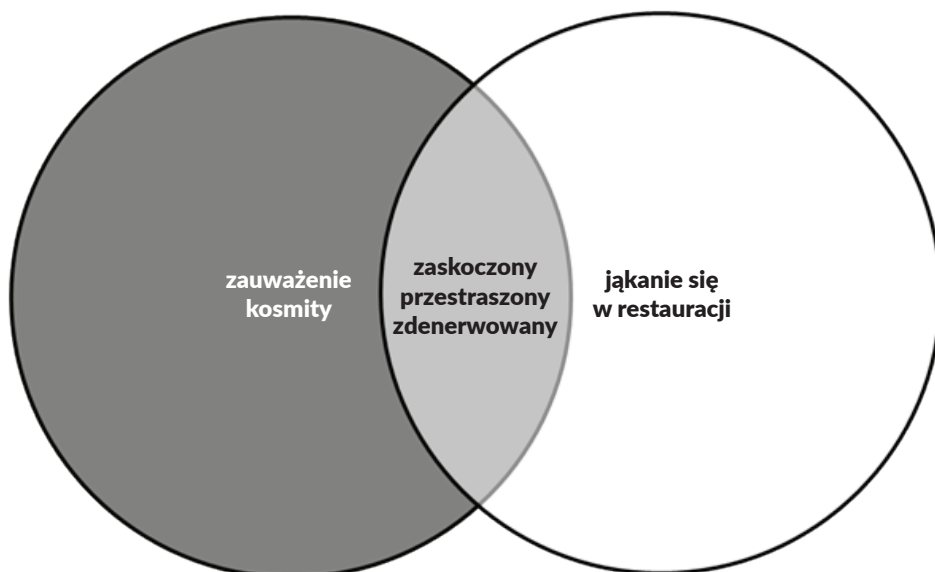 zauważenie
kosmity
zaskoczony
przestraszony
zdenerwowany
jąkanie się
w restauracji